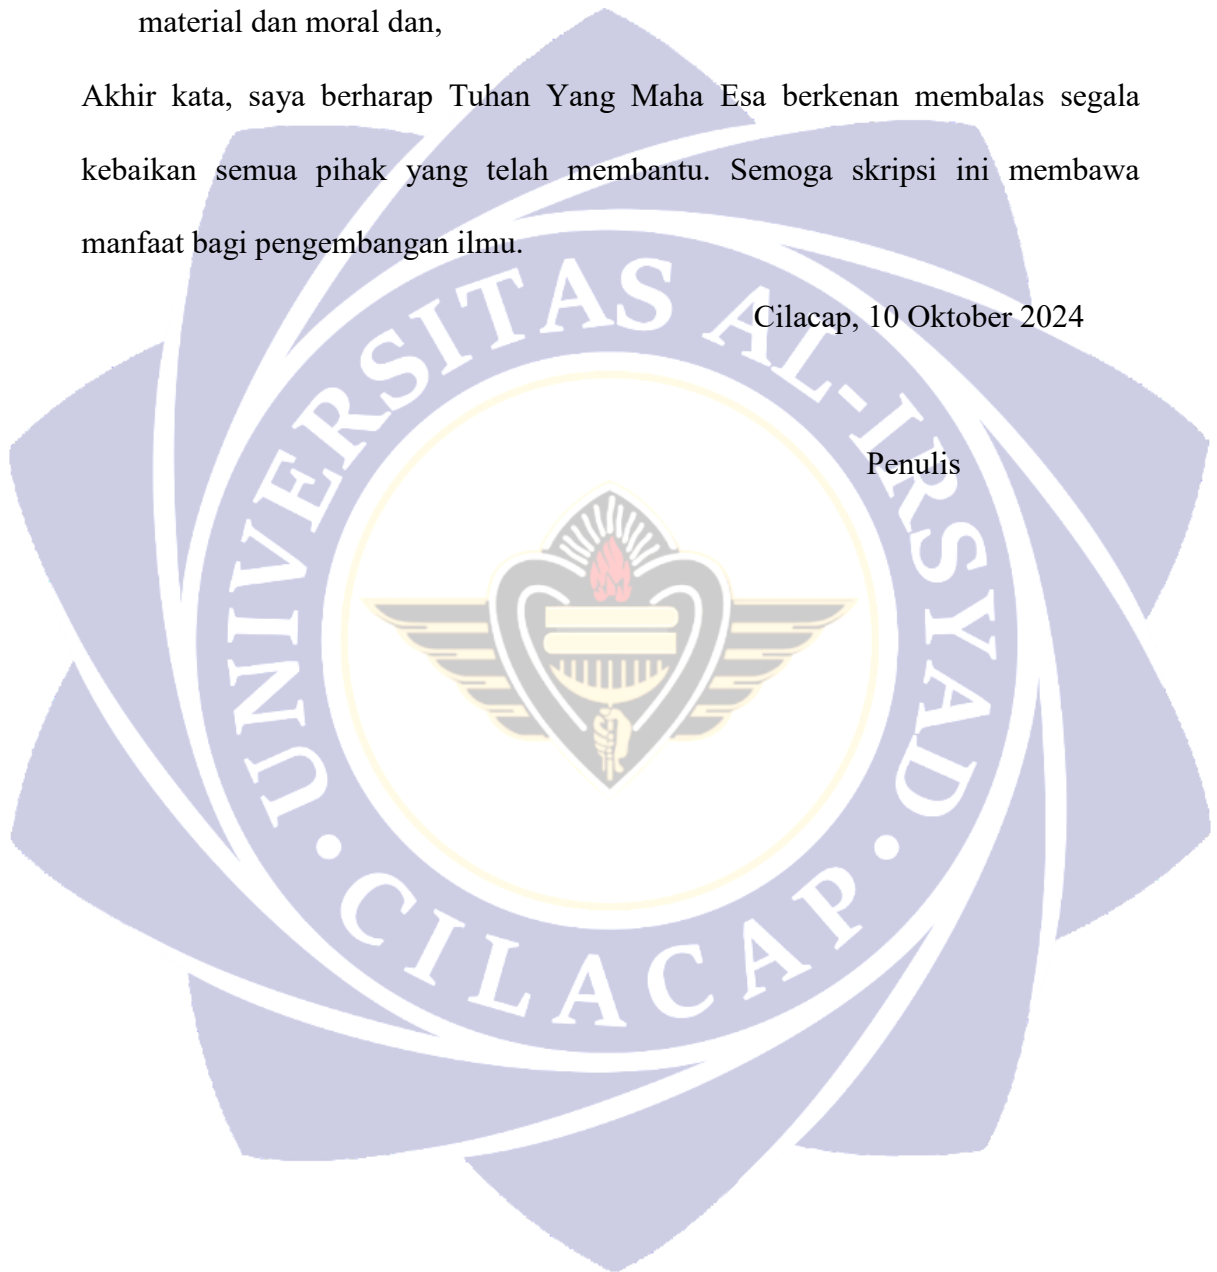 material dan moral dan,
Akhir kata, saya berharap Tuhan Yang Maha Esa berkenan membalas segala
kebaikan semua pihak yang telah membantu. Semoga skripsi ini membawa
manfaat bagi pengembangan ilmu.
Cilacap, 10 Oktober 2024
Penulis
UNIVERSITAS AL-IRSYAD
CILACAP